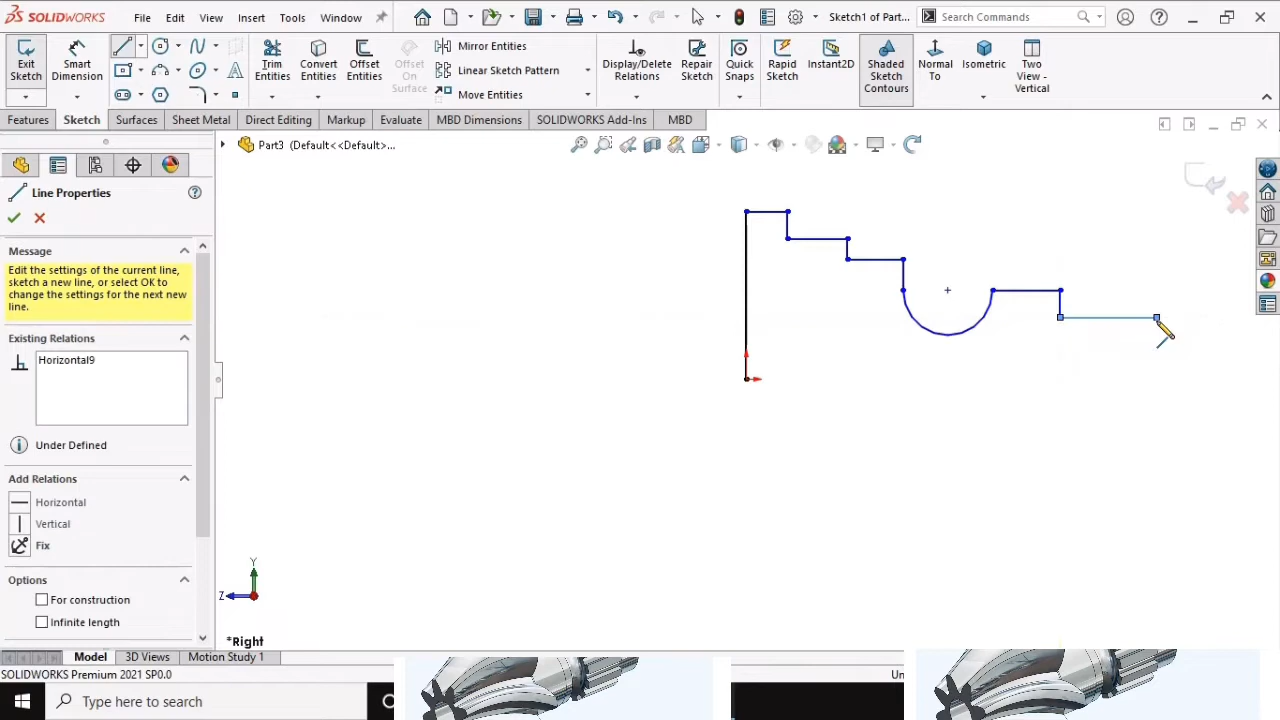 SOLIDWORKS File Edit View Insert Tools Window Sketch1 of Part... Search Commands
Exit Sketch
Smart Dimension
Trim Entities
Convert Entities
Offset Entities
Offset On Surface
Mirror Entities
Linear Sketch Pattern
Move Entities
Display/Delete Relations
Repair Sketch
Quick Snaps
Rapid Sketch
Instant2D
Shaded Sketch Contours
Normal To
Isometric
Two View - Vertical
Features Sketch Surfaces Sheet Metal Direct Editing Markup Evaluate MBD Dimensions SOLIDWORKS Add-Ins MBD
Part3 (Default<<Default>...
Line Properties
Message
Edit the settings of the current line,
sketch a new line, or select OK to
change the settings for the next new
line.
Existing Relations
Horizontal9
Under Defined
Add Relations
Horizontal
Vertical
Fix
Options
For construction
Infinite length
Y
Z
*Right
Model 3D Views Motion Study 1
SOLIDWORKS Premium 2021 SP0.0
Un
Type here to search